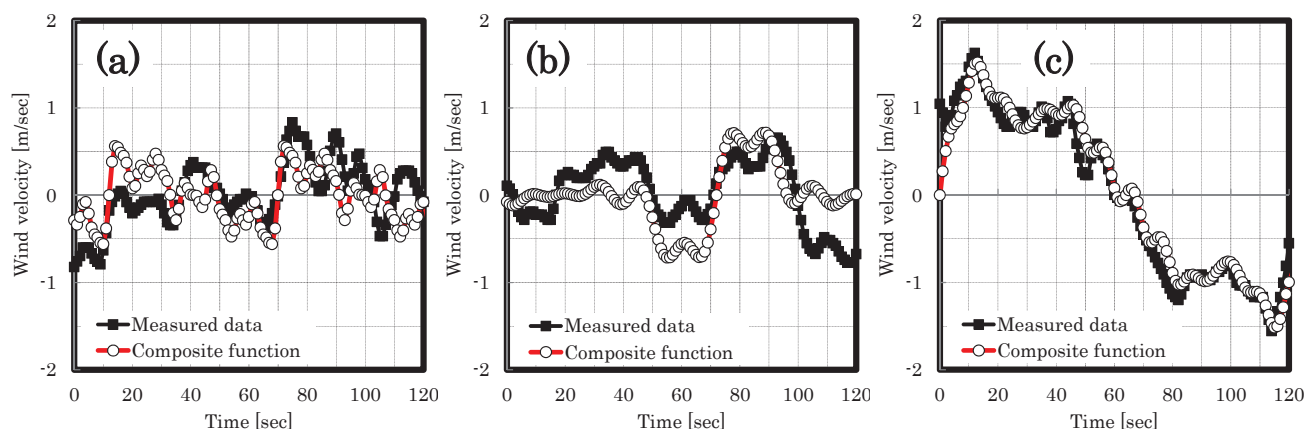 2
1
0
-1
-2
Wind velocity [m/sec]
(a)
Measured data
Composite function
0 20 40 60 80 100 120
Time [sec]
2
1
0
-1
-2
Wind velocity [m/sec]
(b)
Measured data
Composite function
0 20 40 60 80 100 120
Time [sec]
2
1
0
-1
-2
Wind velocity [m/sec]
(c)
Measured data
Composite function
0 20 40 60 80 100 120
Time [sec]